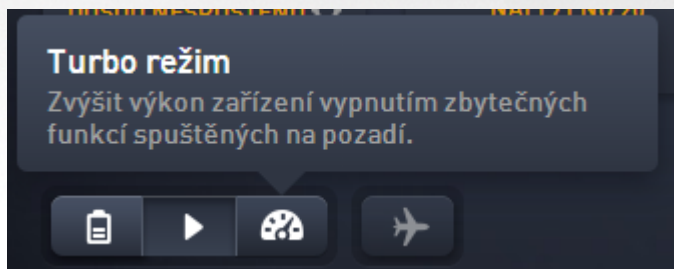 Turbo režim
Zvýšit výkon zařízení vypnutím zbytečných
funkcí spuštěných na pozadí.